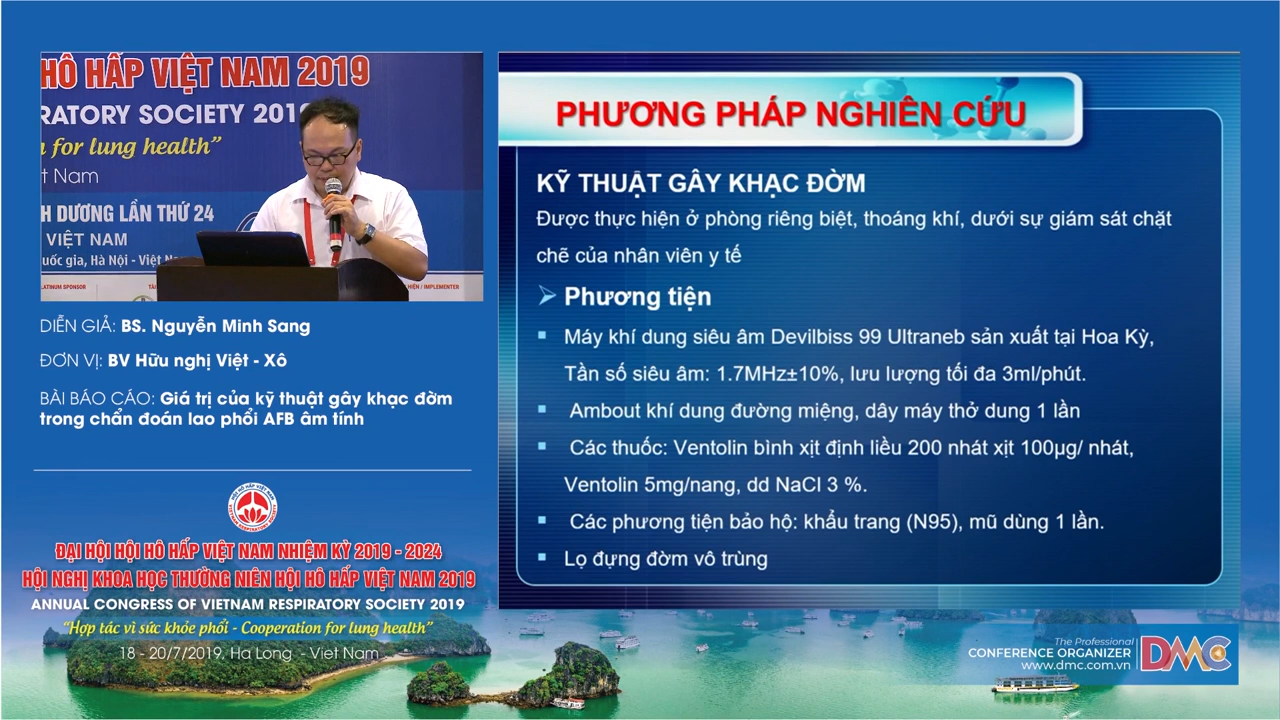 HÔ HẤP VIỆT NAM 2019
RATORY SOCIETY 201
for lung health”
t Nam
H DƯƠNG LẦN THỨ 24
VIỆT NAM
uốc gia, Hà Nội - Việt
LATINUM SPONSOR
HIỆN / IMPLEMENTER
DIỄN GIẢ: BS. Nguyễn Minh Sang
ĐƠN VỊ: BV Hữu nghị Việt - Xô
BÀI BÁO CÁO: Giá trị của kỹ thuật gây khạc đờm
trong chẩn đoán lao phổi AFB âm tính
ĐẠI HỘI HỘI HÔ HẤP VIỆT NAM NHIỆM KỲ 2019 - 2024
HỘI NGHỊ KHOA HỌC THƯỜNG NIÊN HỘI HÔ HẤP VIỆT NAM 2019
ANNUAL CONGRESS OF VIETNAM RESPIRATORY SOCIETY 2019
“Hợp tác vì sức khỏe phổi - Cooperation for lung health”
18 - 20/7/2019, Ha Long - Viet Nam
PHƯƠNG PHÁP NGHIÊN CỨU
KỸ THUẬT GÂY KHẠC ĐỜM
Được thực hiện ở phòng riêng biệt, thoáng khí, dưới sự giám sát chặt
chẽ của nhân viên y tế
Phương tiện
Máy khí dung siêu âm Devilbiss 99 Ultraneb sản xuất tại Hoa Kỳ,
Tần số siêu âm: 1.7MHz±10%, lưu lượng tối đa 3ml/phút.
Ambout khí dung đường miệng, dây máy thở dung 1 lần
Các thuốc: Ventolin bình xịt định liều 200 nhát xịt 100µg/ nhát,
Ventolin 5mg/nang, dd NaCl 3 %.
Các phương tiện bảo hộ: khẩu trang (N95), mũ dùng 1 lần.
Lọ đựng đờm vô trùng
The Professional
CONFERENCE ORGANIZER
www.dmc.com.vn
DMC